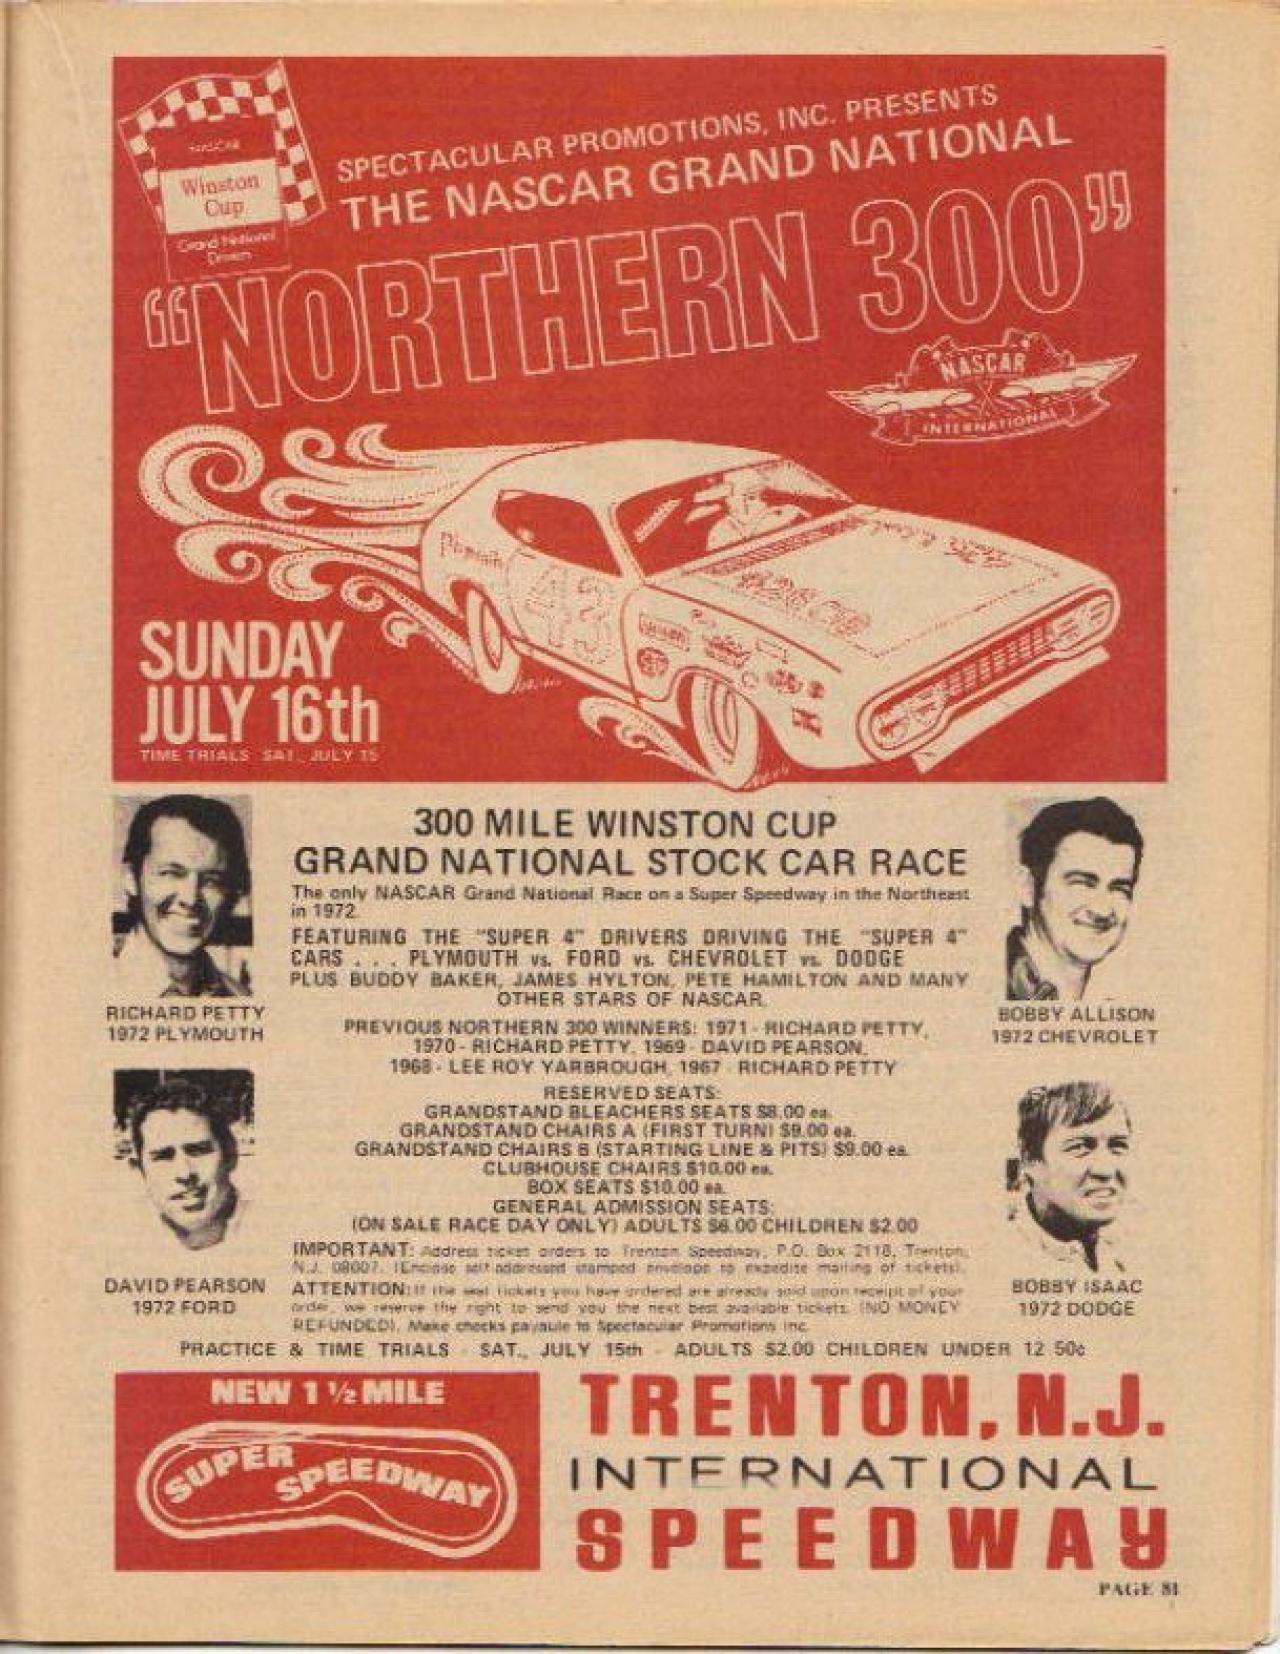 NASCAR
Winston
Cup
Grand National
Drivers
SPECTACULAR PROMOTIONS, INC. PRESENTS
THE NASCAR GRAND NATIONAL
"NORTHERN 300"
NASCAR
INTERNATIONAL
Plymouth
43
SUNDAY
JULY 16th
TIME TRIALS SAT., JULY 15
300 MILE WINSTON CUP
GRAND NATIONAL STOCK CAR RACE
The only NASCAR Grand National Race on a Super Speedway in the Northeast
in 1972.
FEATURING THE "SUPER 4" DRIVERS DRIVING THE "SUPER 4"
CARS . . . PLYMOUTH vs. FORD vs. CHEVROLET vs. DODGE
PLUS BUDDY BAKER, JAMES HYLTON, PETE HAMILTON AND MANY
OTHER STARS OF NASCAR.
RICHARD PETTY
1972 PLYMOUTH
BOBBY ALLISON
1972 CHEVROLET
PREVIOUS NORTHERN 300 WINNERS: 1971 - RICHARD PETTY,
1970 - RICHARD PETTY, 1969 - DAVID PEARSON,
1968 - LEE ROY YARBROUGH, 1967 - RICHARD PETTY
RESERVED SEATS:
GRANDSTAND BLEACHERS SEATS $8.00 ea.
GRANDSTAND CHAIRS A (FIRST TURN) $9.00 ea.
GRANDSTAND CHAIRS B (STARTING LINE & PITS) $9.00 ea.
CLUBHOUSE CHAIRS $10.00 ea.
BOX SEATS $10.00 ea.
GENERAL ADMISSION SEATS:
(ON SALE RACE DAY ONLY) ADULTS $6.00 CHILDREN $2.00
IMPORTANT: Address ticket orders to Trenton Speedway, P.O. Box 2118, Trenton,
N.J. 08607. (Enclose self-addressed stamped envelope to expedite mailing of tickets).
ATTENTION: If the seat tickets you have ordered are already sold upon receipt of your
order, we reserve the right to send you the next best available tickets. (NO MONEY
REFUNDED). Make checks payable to Spectacular Promotions Inc.
DAVID PEARSON
1972 FORD
BOBBY ISAAC
1972 DODGE
PRACTICE & TIME TRIALS - SAT., JULY 15th - ADULTS $2.00 CHILDREN UNDER 12 50¢
NEW 1 ½ MILE
SUPER SPEEDWAY
TRENTON, N.J.
INTERNATIONAL
SPEEDWAY
PAGE 81